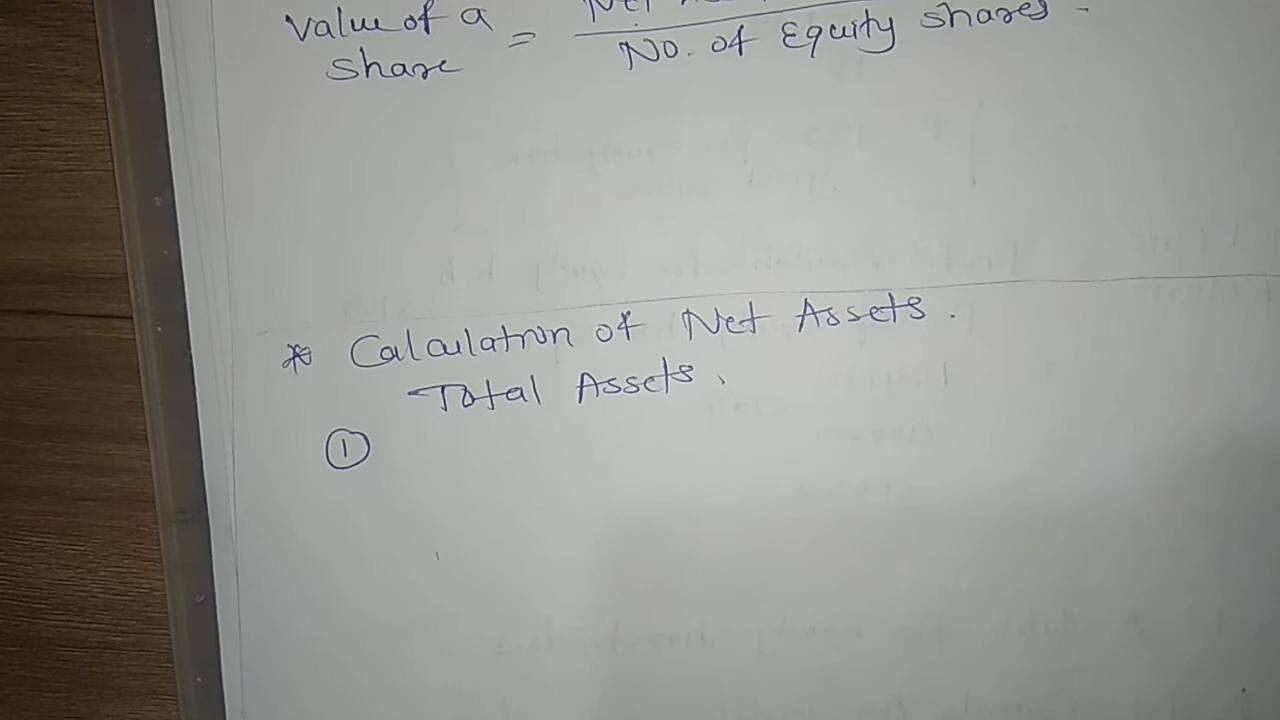 Value of a
share = No. of Equity shares.
* Calculation of Net Assets.
Total Assets.
①